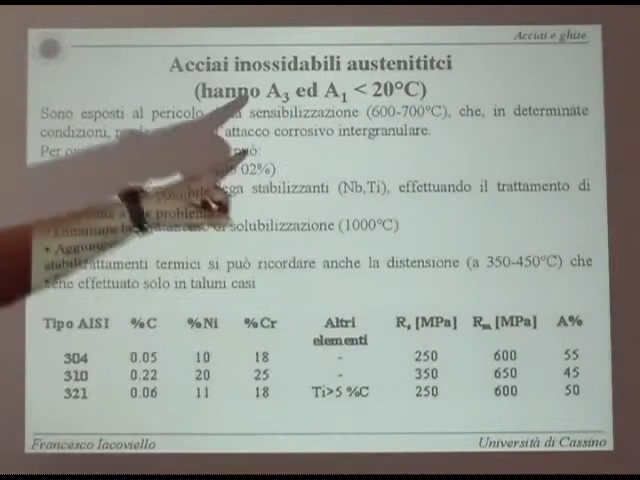 Acciai e ghise
Acciai inossidabili austenititci
(hanno A3 ed A1 < 20°C)
Sono esposti al pericolo sensibilizzazione (600-700°C), che, in determinate
condizioni, attacco corrosivo intergranulare.
Per può:
02%)
lega stabilizzanti (Nb,Ti), effettuando il trattamento di
problema
di solubilizzazione (1000°C)
• Aggiungere
trattamenti termici si può ricordare anche la distensione (a 350-450°C) che
effettuato solo in taluni casi
Tipo AISI %C %Ni %Cr Altri elementi Rs [MPa] Rm [MPa] A%
304 0.05 10 18 - 250 600 55
310 0.22 20 25 - 350 650 45
321 0.06 11 18 Ti>5 %C 250 600 50
Francesco Iacoviello Università di Cassino